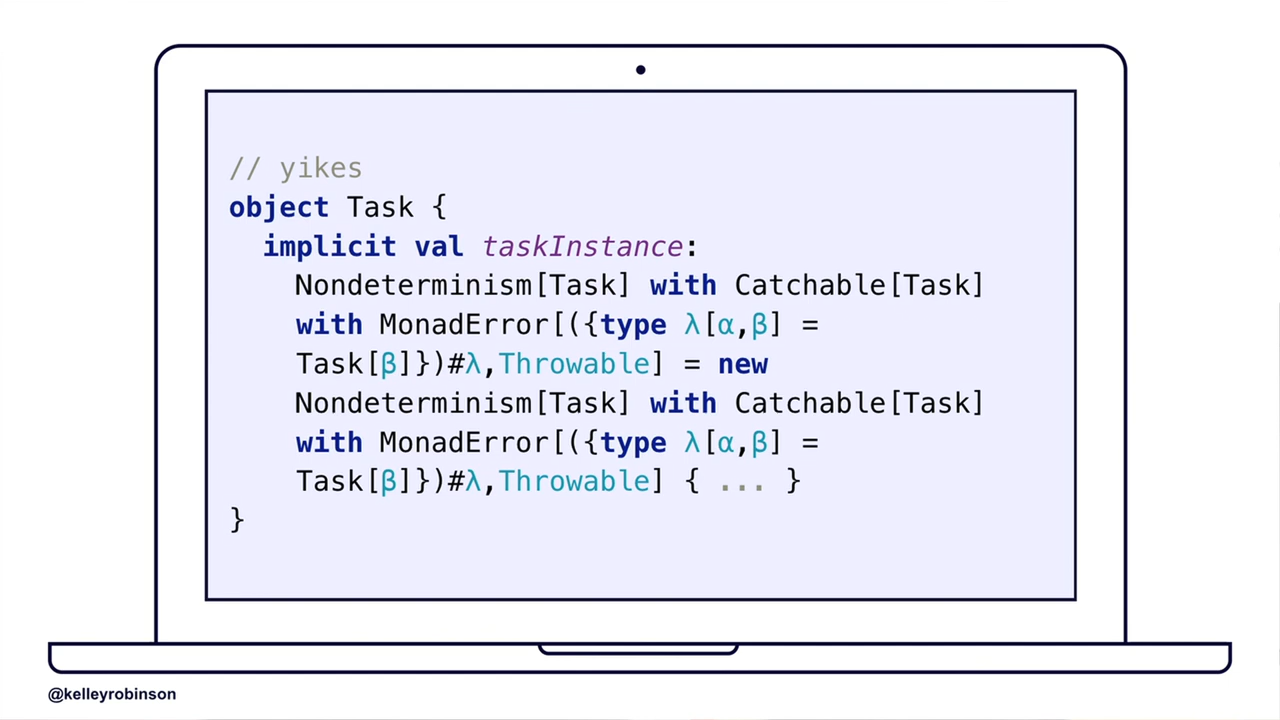 // yikes
object Task {
  implicit val taskInstance:
    Nondeterminism[Task] with Catchable[Task]
    with MonadError[({type λ[α,β] =
    Task[β]})#λ,Throwable] = new
    Nondeterminism[Task] with Catchable[Task]
    with MonadError[({type λ[α,β] =
    Task[β]})#λ,Throwable] { ... }
}
@kelleyrobinson